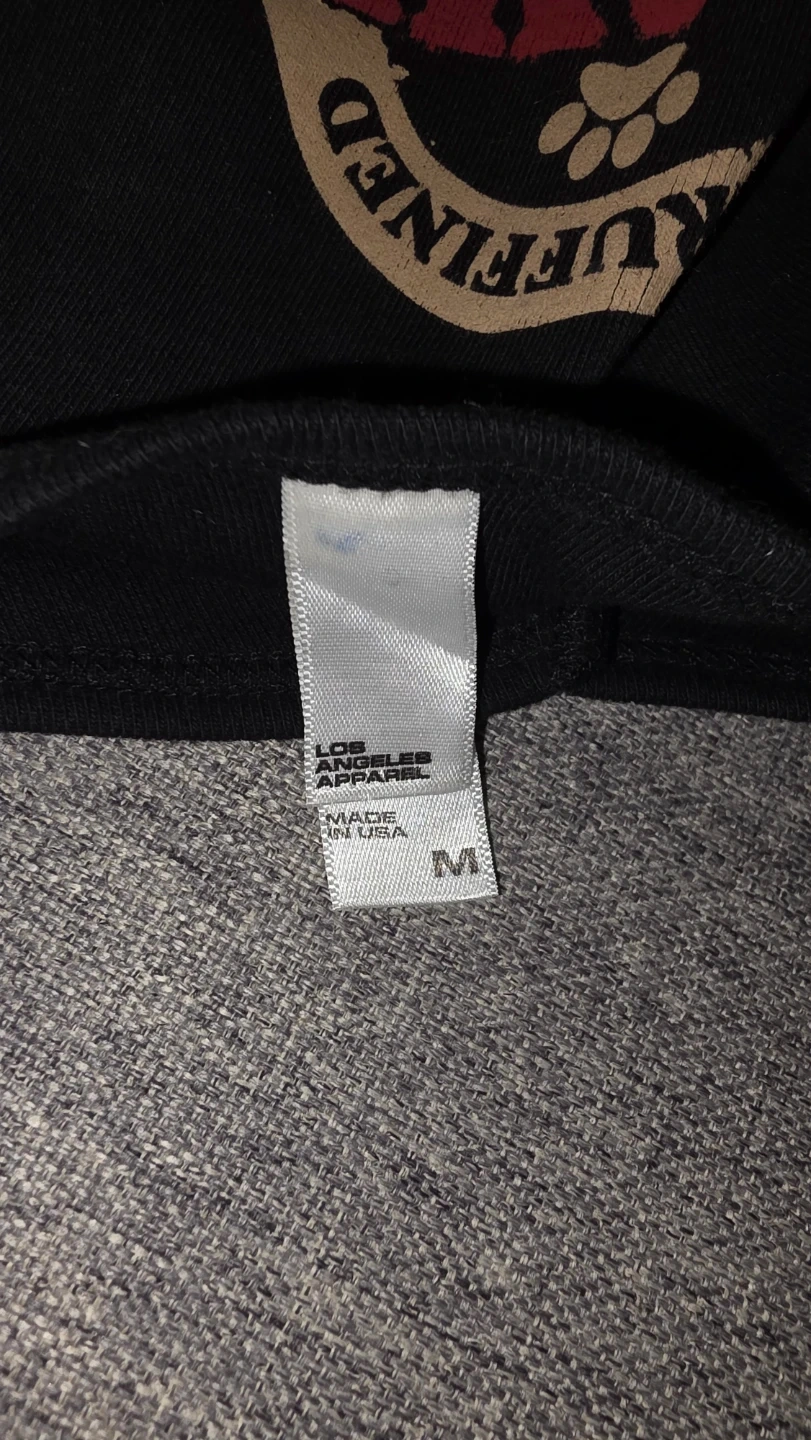 RUFFINED
LOS
ANGELES
APPAREL
MADE
IN USA
M